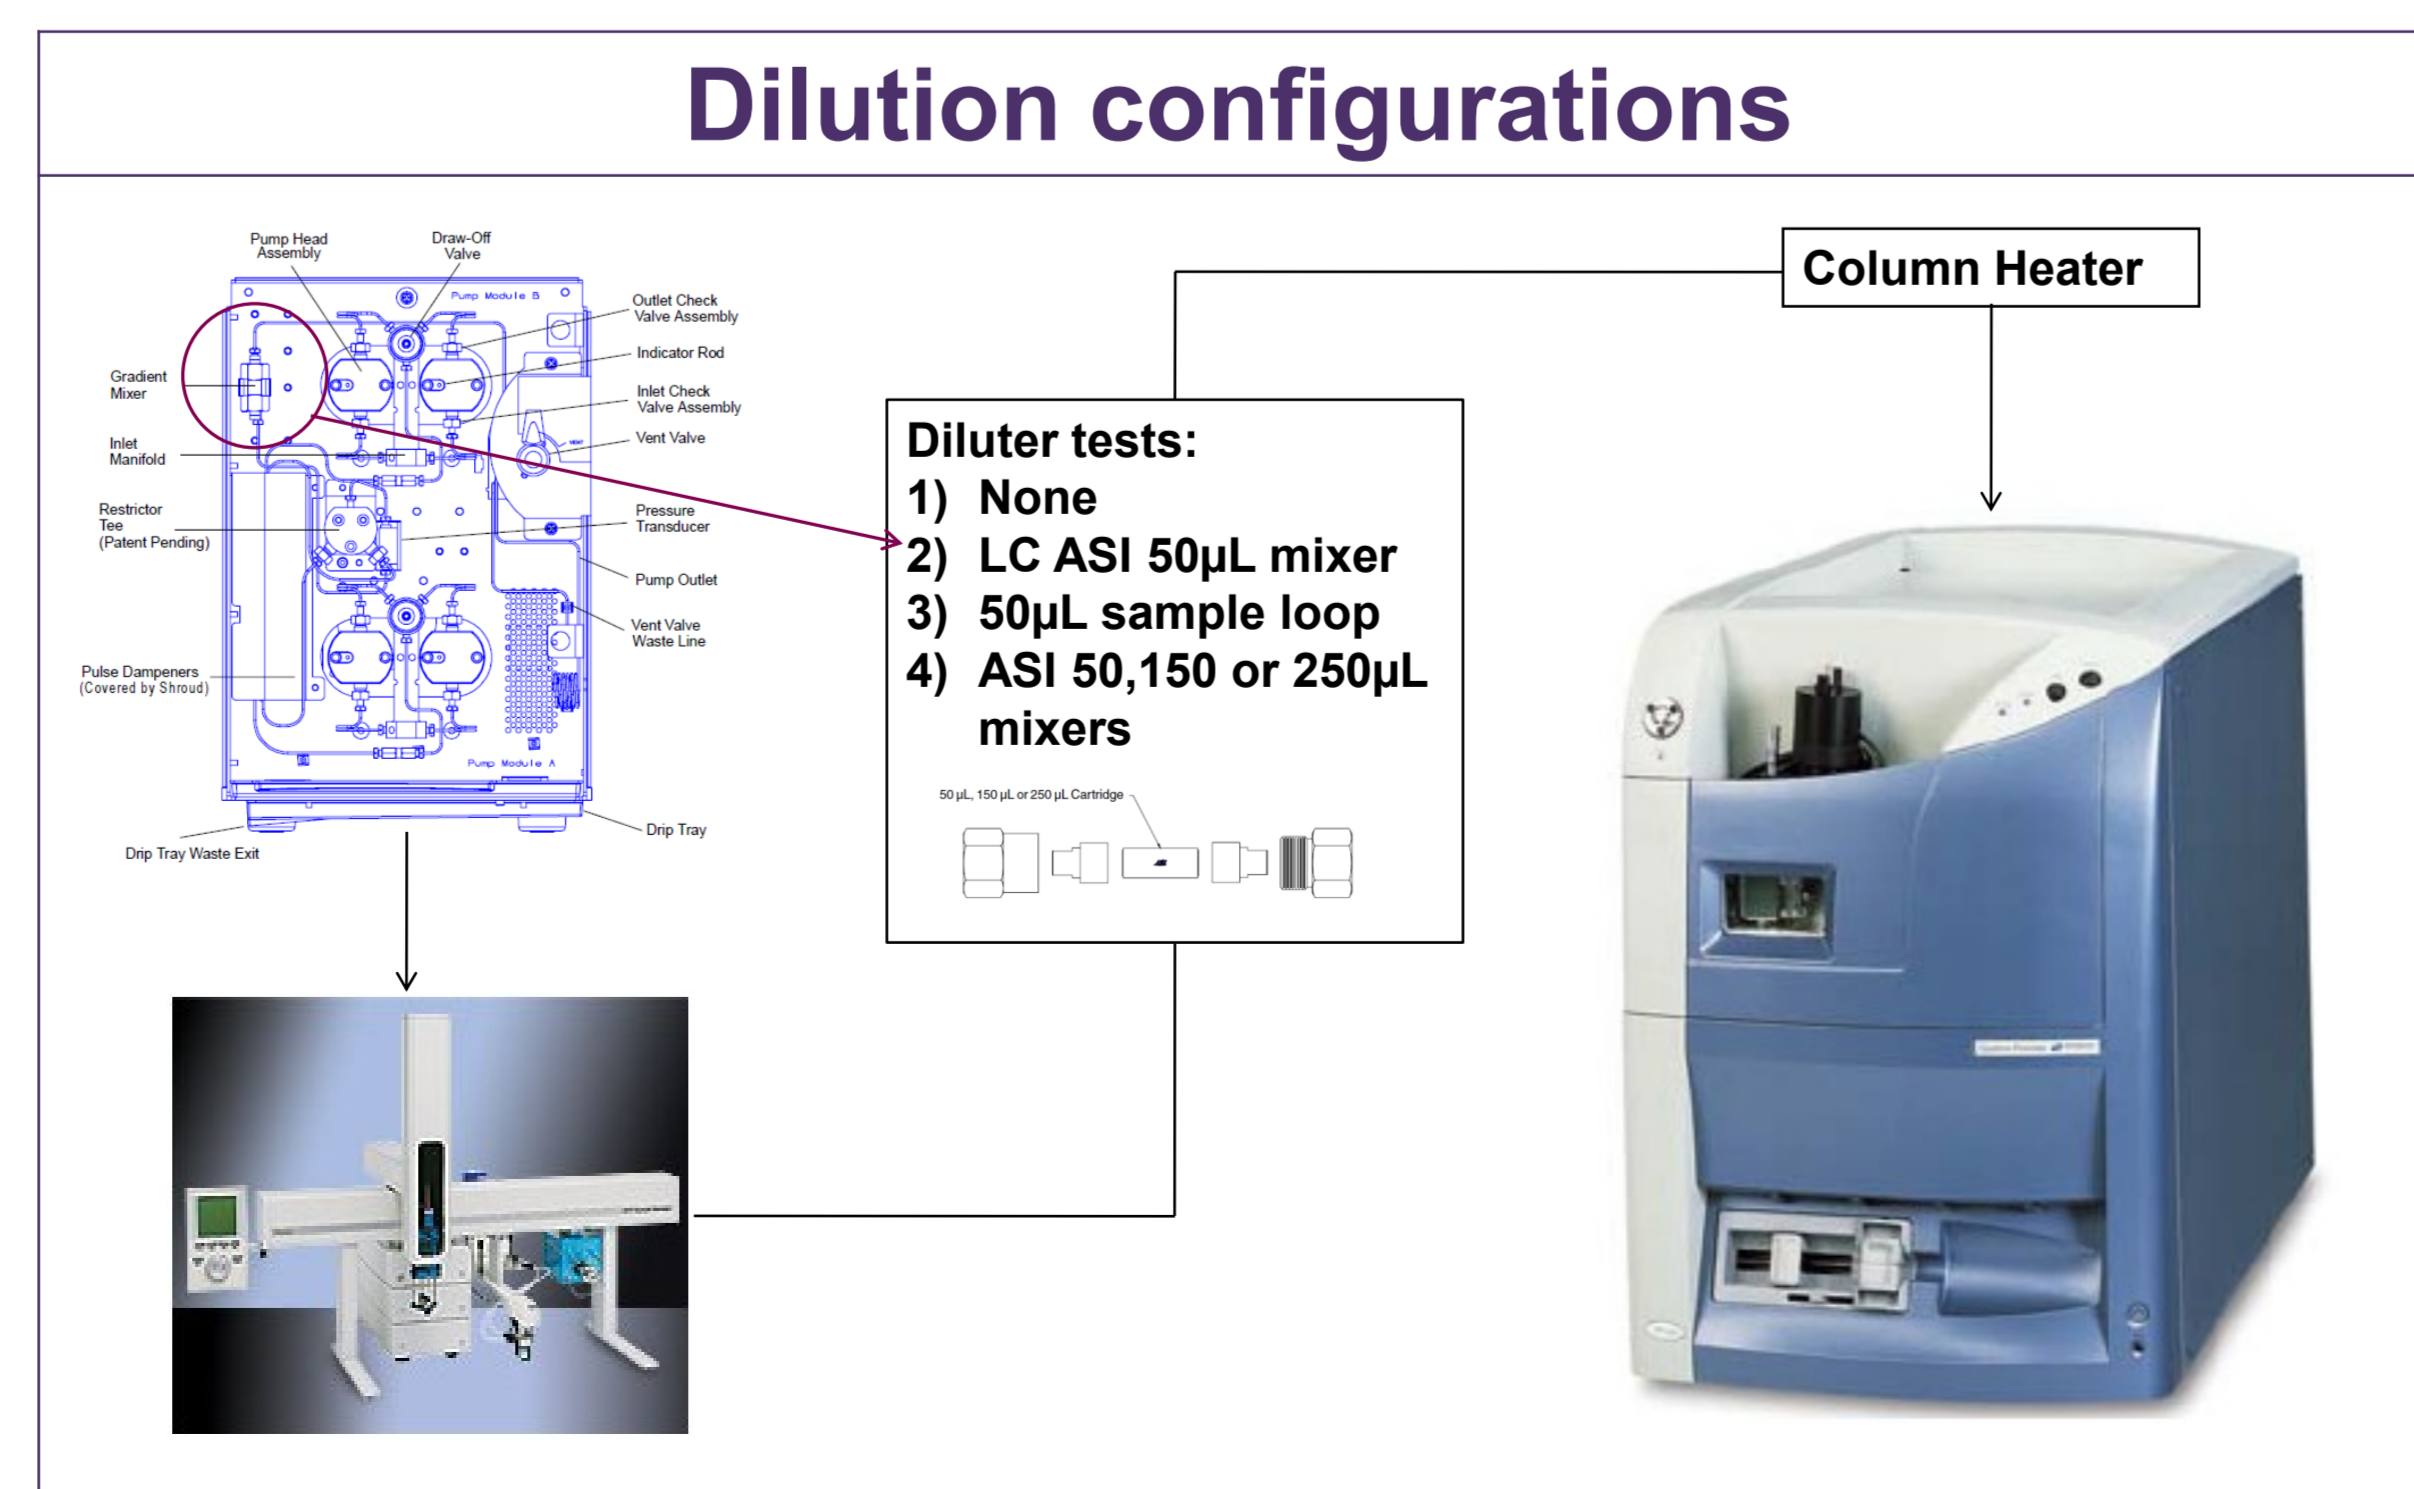 Dilution configurations
Pump Head
Assembly
Draw-Off
Valve
Pump Module B
Outlet Check
Valve Assembly
Indicator Rod
Gradient
Mixer
Inlet Check
Valve Assembly
Vent Valve
VENT
Inlet
Manifold
Restrictor
Tee
(Patent Pending)
Pressure
Transducer
Pump Outlet
Vent Valve
Waste Line
Pulse Dampeners
(Covered by Shroud)
Pump Module A
Drip Tray
Drip Tray Waste Exit
Column Heater
Diluter tests:
1) None
2) LC ASI 50µL mixer
3) 50µL sample loop
4) ASI 50,150 or 250µL
mixers
50 µL, 150 µL or 250 µL Cartridge
ASI